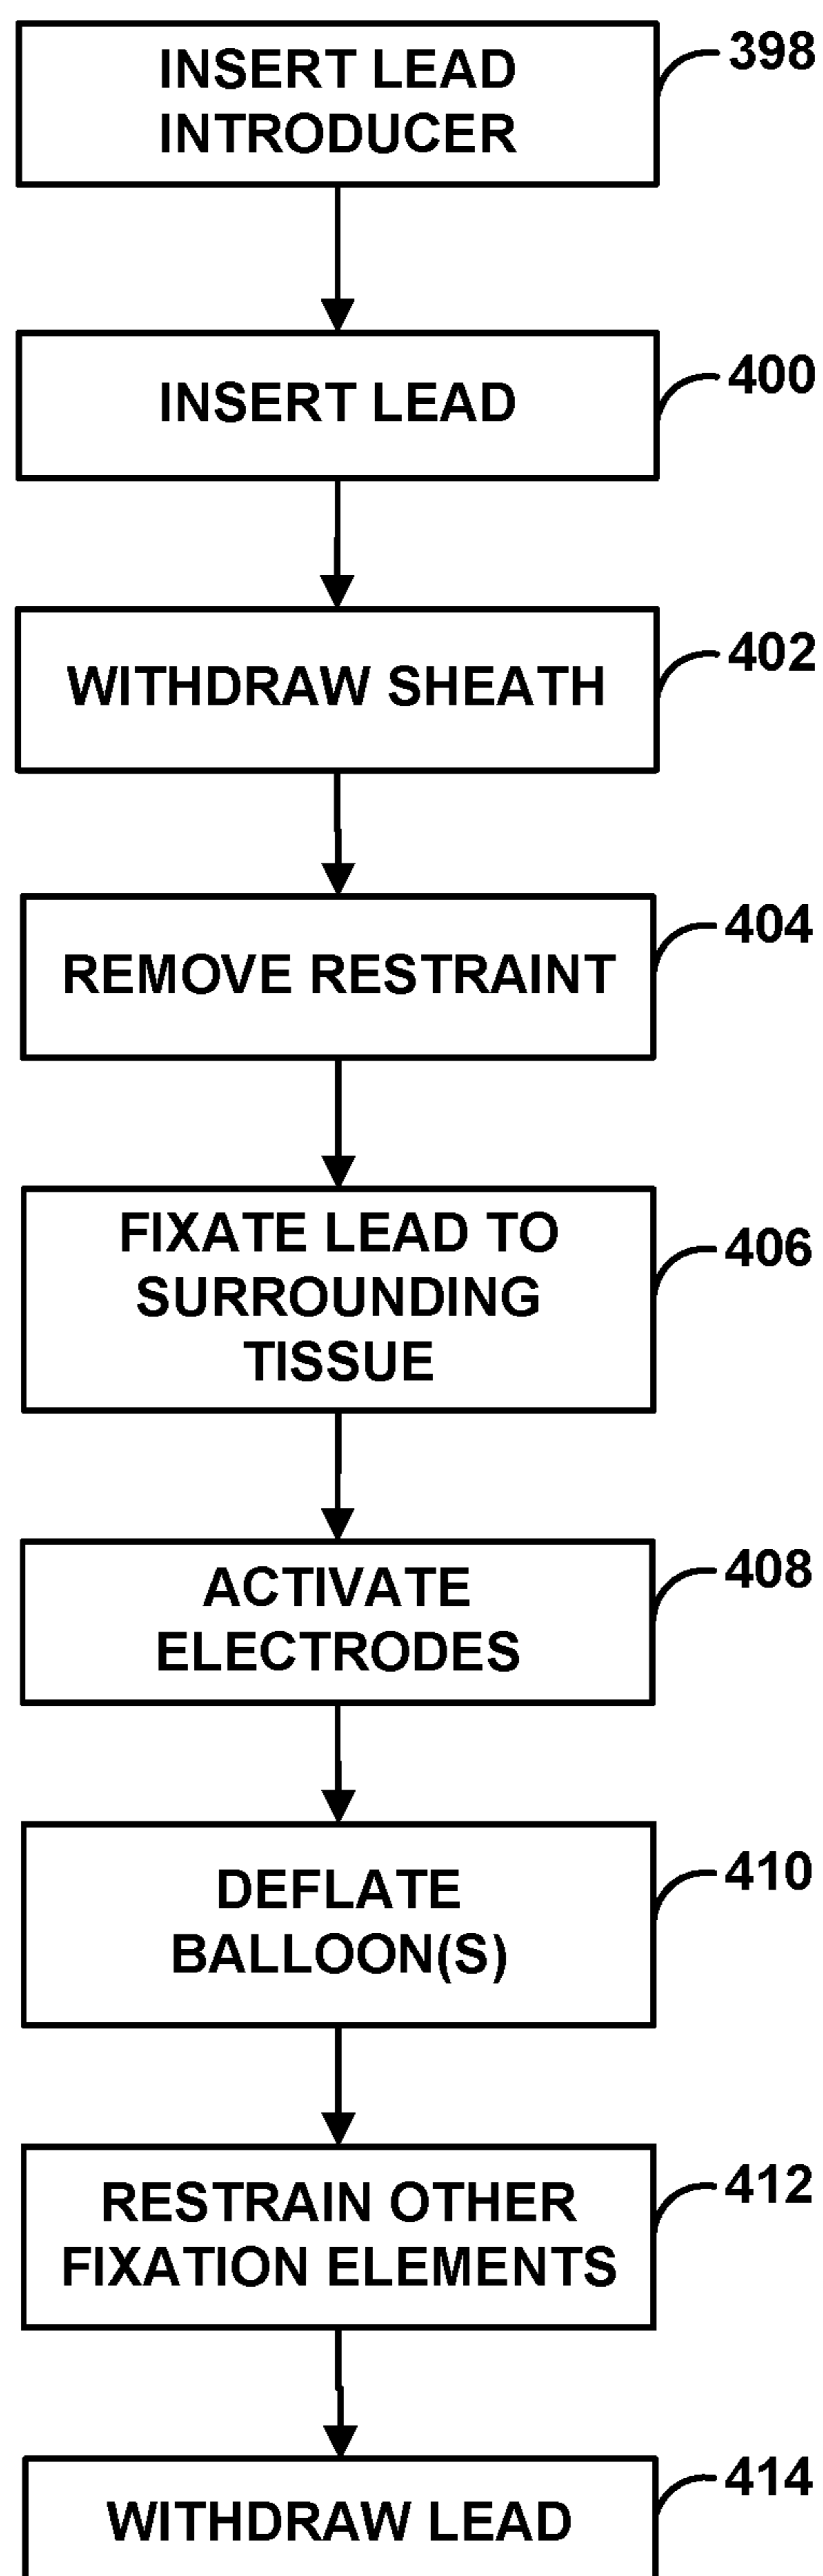 INSERT LEAD
INTRODUCER
398
INSERT LEAD
400
WITHDRAW SHEATH
402
REMOVE RESTRAINT
404
FIXATE LEAD TO
SURROUNDING
TISSUE
406
ACTIVATE
ELECTRODES
408
DEFLATE
BALLOON(S)
410
RESTRAIN OTHER
FIXATION ELEMENTS
412
WITHDRAW LEAD
414